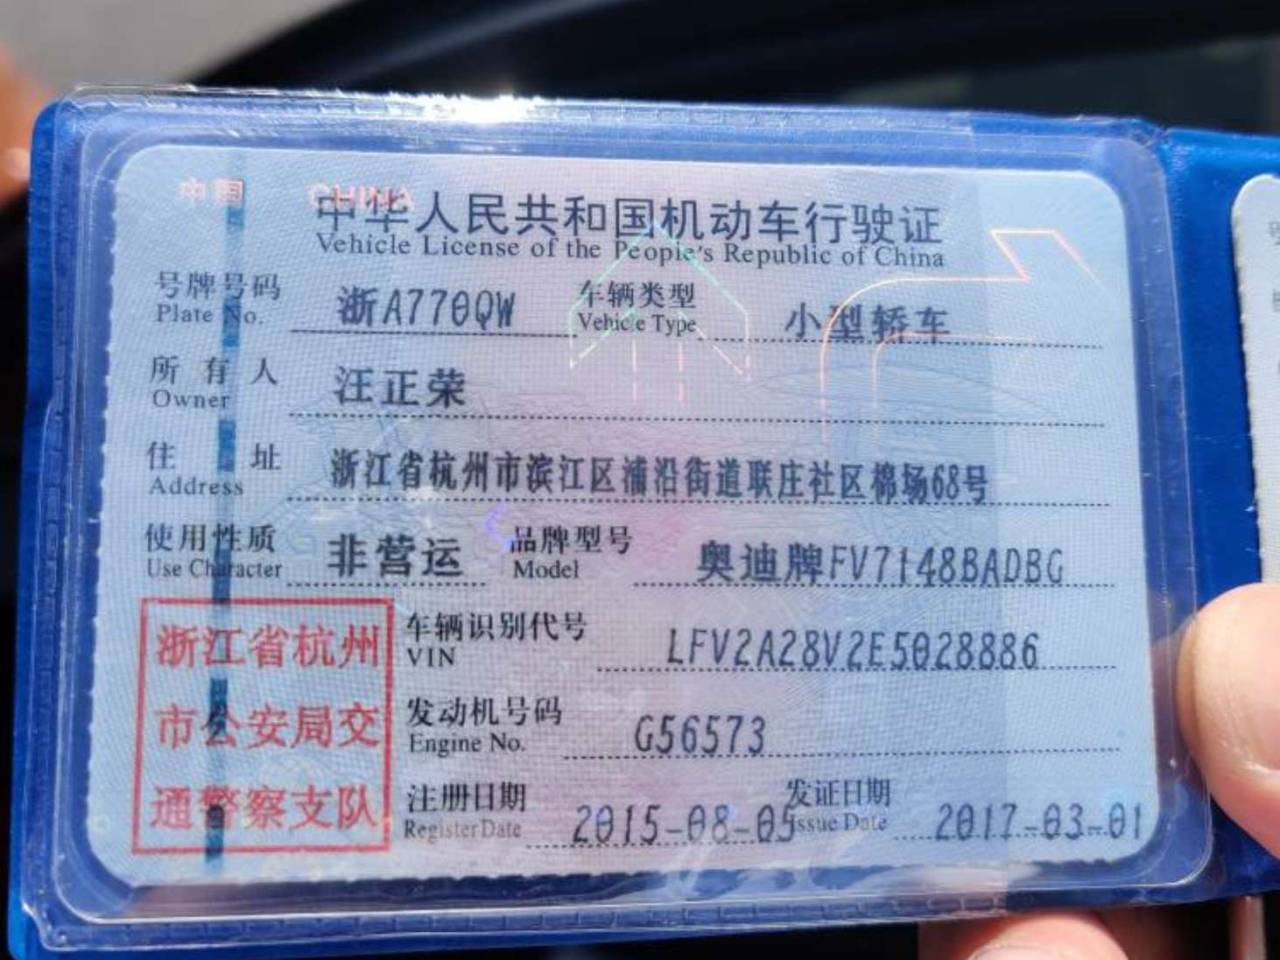 中国 CHINA
中华人民共和国机动车行驶证
Vehicle License of the People's Republic of China
号牌号码 浙A770QW 车辆类型 小型轿车
Plate No. Vehicle Type
所有人 汪正荣
Owner
住址 浙江省杭州市滨江区浦沿街道联庄社区棉场68号
Address
使用性质 非营运 品牌型号 奥迪牌FV7148BADBG
Use Character Model
浙江省杭州
市公安局交
通警察支队
车辆识别代号 LFV2A28V2E5028886
VIN
发动机号码 G56573
Engine No.
注册日期 2015-08-05 发证日期 2017-03-01
Register Date Issue Date